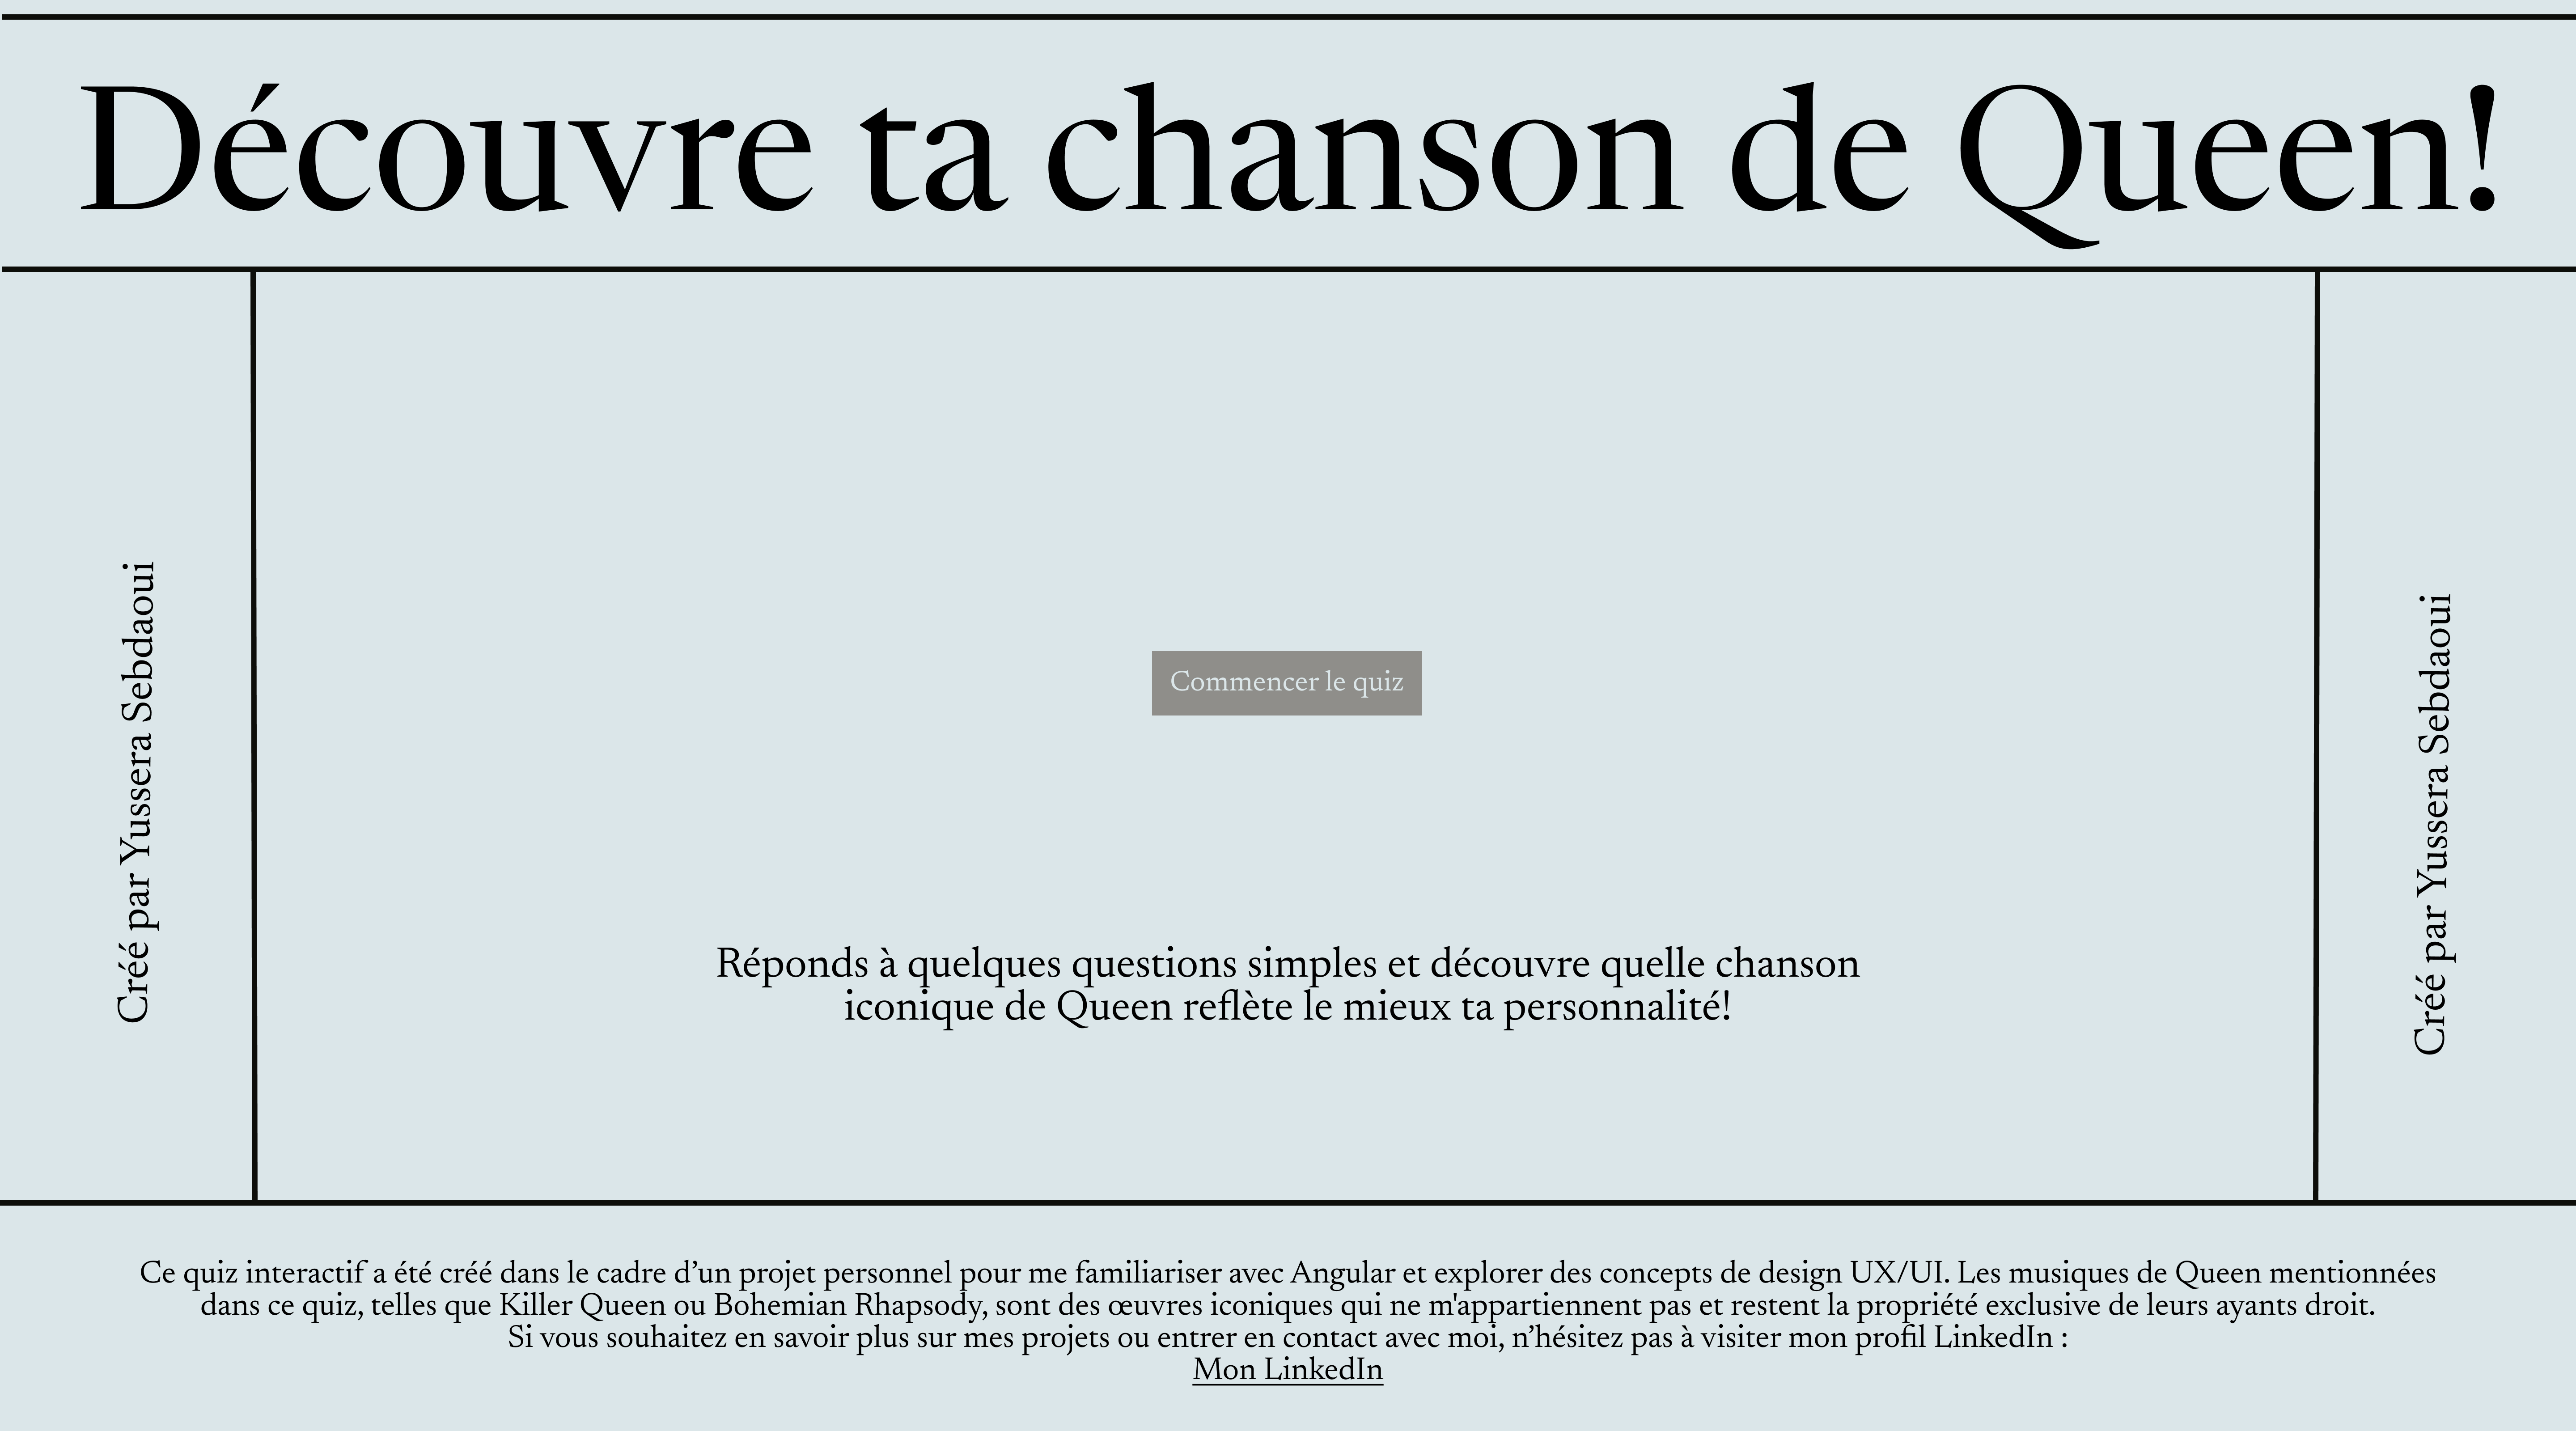 Découvre ta chanson de Queen!
Créé par Yussera Sebdaoui
Commencer le quiz
Réponds à quelques questions simples et découvre quelle chanson
iconique de Queen reflète le mieux ta personnalité!
Créé par Yussera Sebdaoui
Ce quiz interactif a été créé dans le cadre d’un projet personnel pour me familiariser avec Angular et explorer des concepts de design UX/UI. Les musiques de Queen mentionnées
dans ce quiz, telles que Killer Queen ou Bohemian Rhapsody, sont des œuvres iconiques qui ne m'appartiennent pas et restent la propriété exclusive de leurs ayants droit.
Si vous souhaitez en savoir plus sur mes projets ou entrer en contact avec moi, n’hésitez pas à visiter mon profil LinkedIn :
Mon LinkedIn